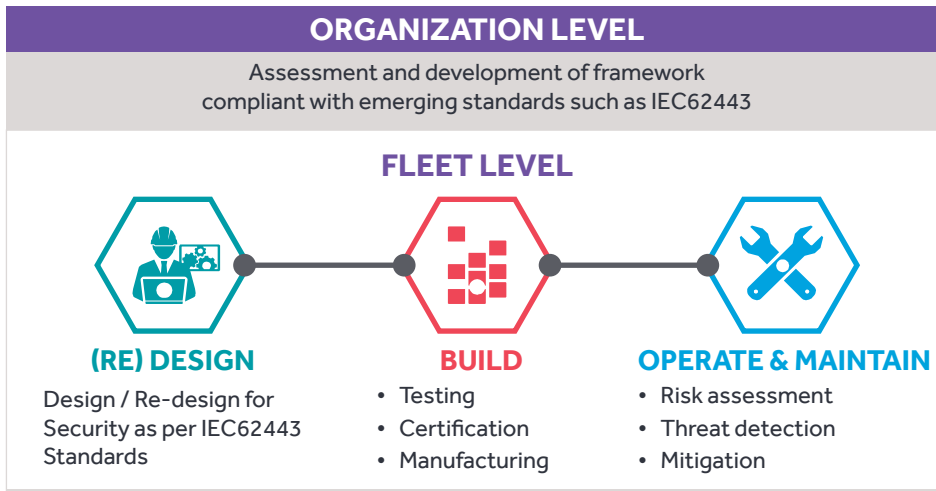 ORGANIZATION LEVEL
Assessment and development of framework
compliant with emerging standards such as IEC62443
FLEET LEVEL
(RE) DESIGN
Design / Re-design for
Security as per IEC62443
Standards
BUILD
• Testing
• Certification
• Manufacturing
OPERATE & MAINTAIN
• Risk assessment
• Threat detection
• Mitigation